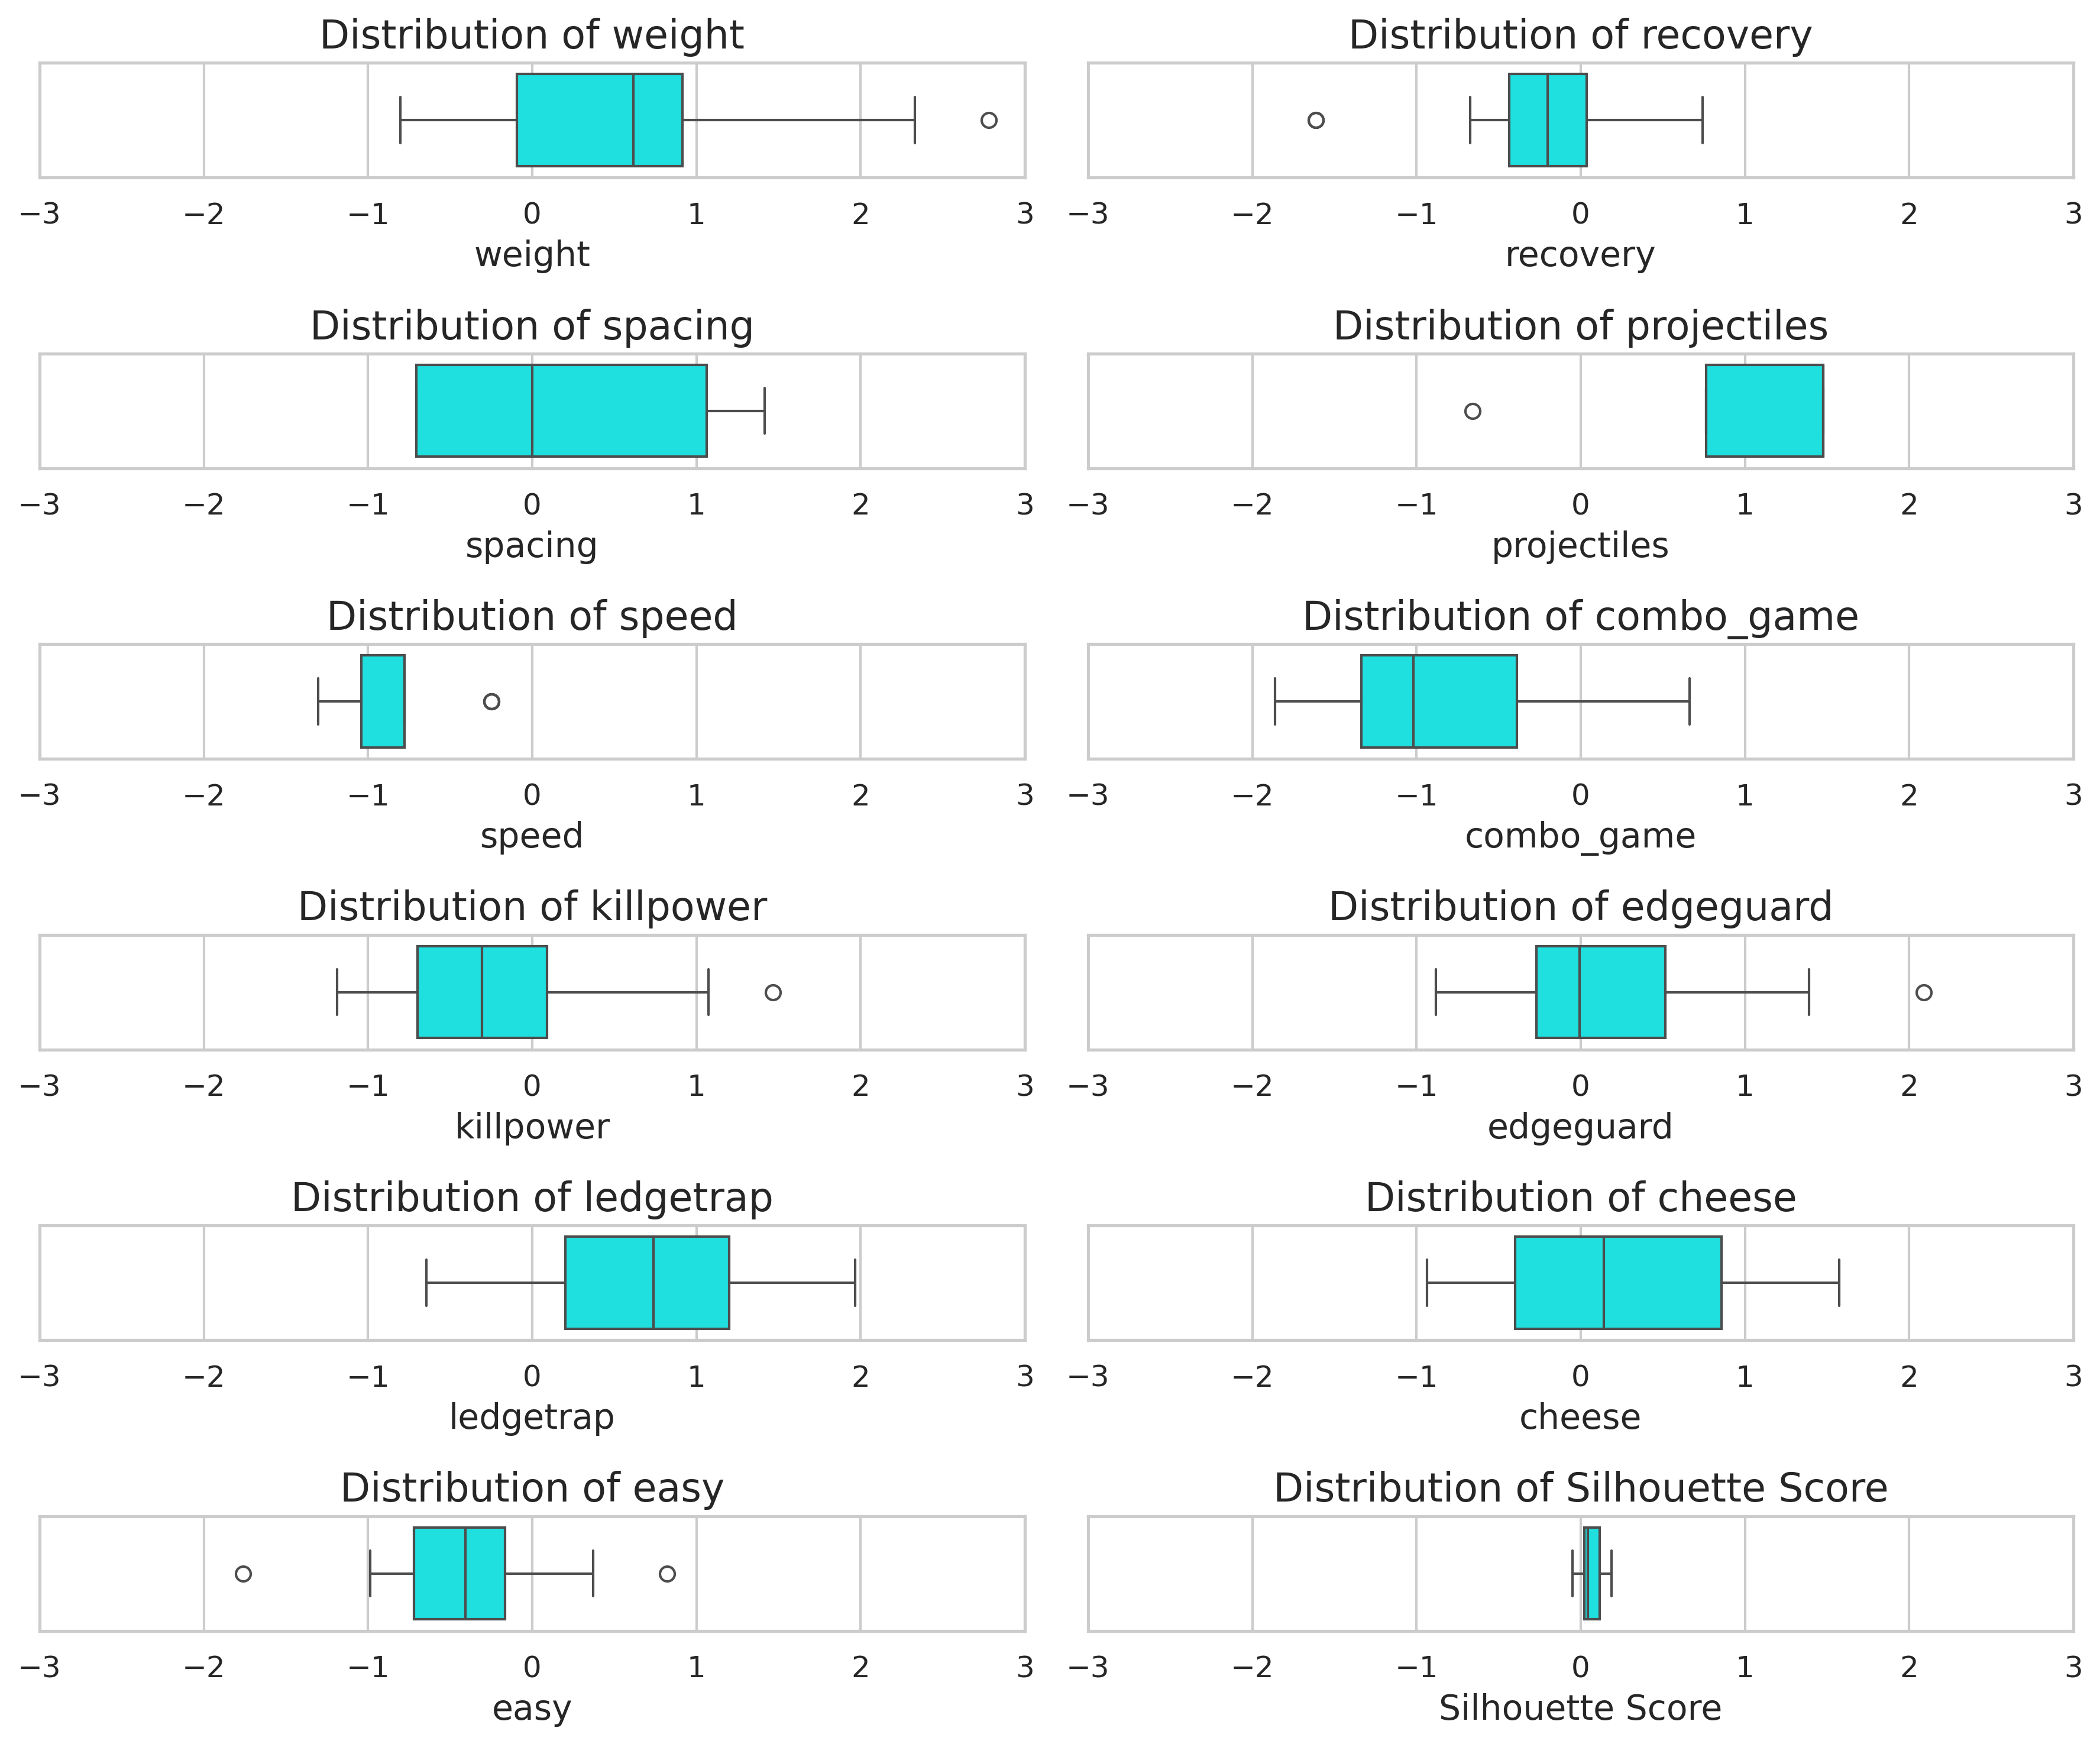 Distribution of weight
−3 −2 −1 0 1 2 3
weight
Distribution of recovery
−3 −2 −1 0 1 2 3
recovery
Distribution of spacing
−3 −2 −1 0 1 2 3
spacing
Distribution of projectiles
−3 −2 −1 0 1 2 3
projectiles
Distribution of speed
−3 −2 −1 0 1 2 3
speed
Distribution of combo_game
−3 −2 −1 0 1 2 3
combo_game
Distribution of killpower
−3 −2 −1 0 1 2 3
killpower
Distribution of edgeguard
−3 −2 −1 0 1 2 3
edgeguard
Distribution of ledgetrap
−3 −2 −1 0 1 2 3
ledgetrap
Distribution of cheese
−3 −2 −1 0 1 2 3
cheese
Distribution of easy
−3 −2 −1 0 1 2 3
easy
Distribution of Silhouette Score
−3 −2 −1 0 1 2 3
Silhouette Score